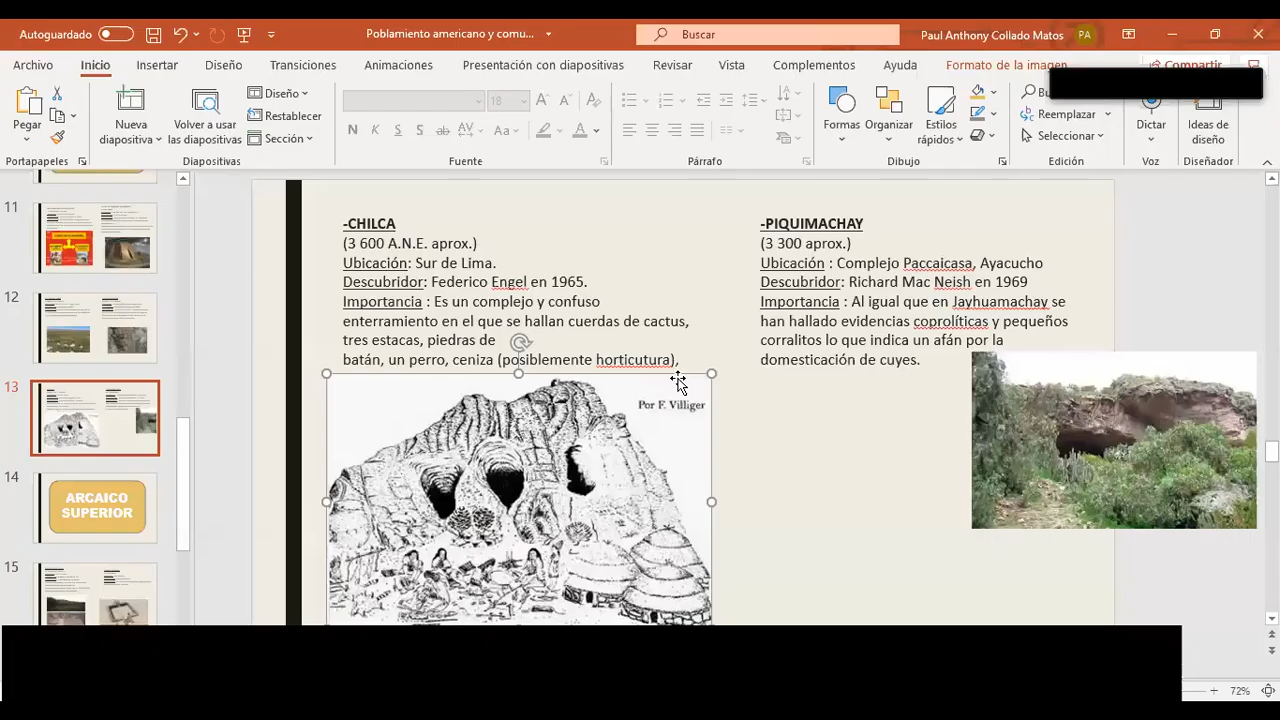 Autoguardado
Poblamiento americano y comu...
Buscar
Paul Anthony Collado Matos
PA
Archivo Inicio Insertar Diseño Transiciones Animaciones Presentación con diapositivas Revisar Vista Complementos Ayuda Formato de la imagen Compartir
Pegar
Nueva diapositiva
Volver a usar las diapositivas
Diseño
Restablecer
Sección
18
N K S S ab AV Aa A
Formas
Organizar
Estilos rápidos
Reemplazar
Seleccionar
Dictar
Ideas de diseño
Portapapeles Diapositivas Fuente Párrafo Dibujo Edición Voz Diseñador
11
12
13
14
ARCAICO
SUPERIOR
15
-CHILCA
(3 600 A.N.E. aprox.)
Ubicación: Sur de Lima.
Descubridor: Federico Engel en 1965.
Importancia : Es un complejo y confuso
enterramiento en el que se hallan cuerdas de cactus,
tres estacas, piedras de
batán, un perro, ceniza (posiblemente horticutura),
Por F. Villiger
-PIQUIMACHAY
(3 300 aprox.)
Ubicación : Complejo Paccaicasa, Ayacucho
Descubridor: Richard Mac Neish en 1969
Importancia : Al igual que en Jayhuamachay se
han hallado evidencias coprolíticas y pequeños
corralitos lo que indica un afán por la
domesticación de cuyes.
72%